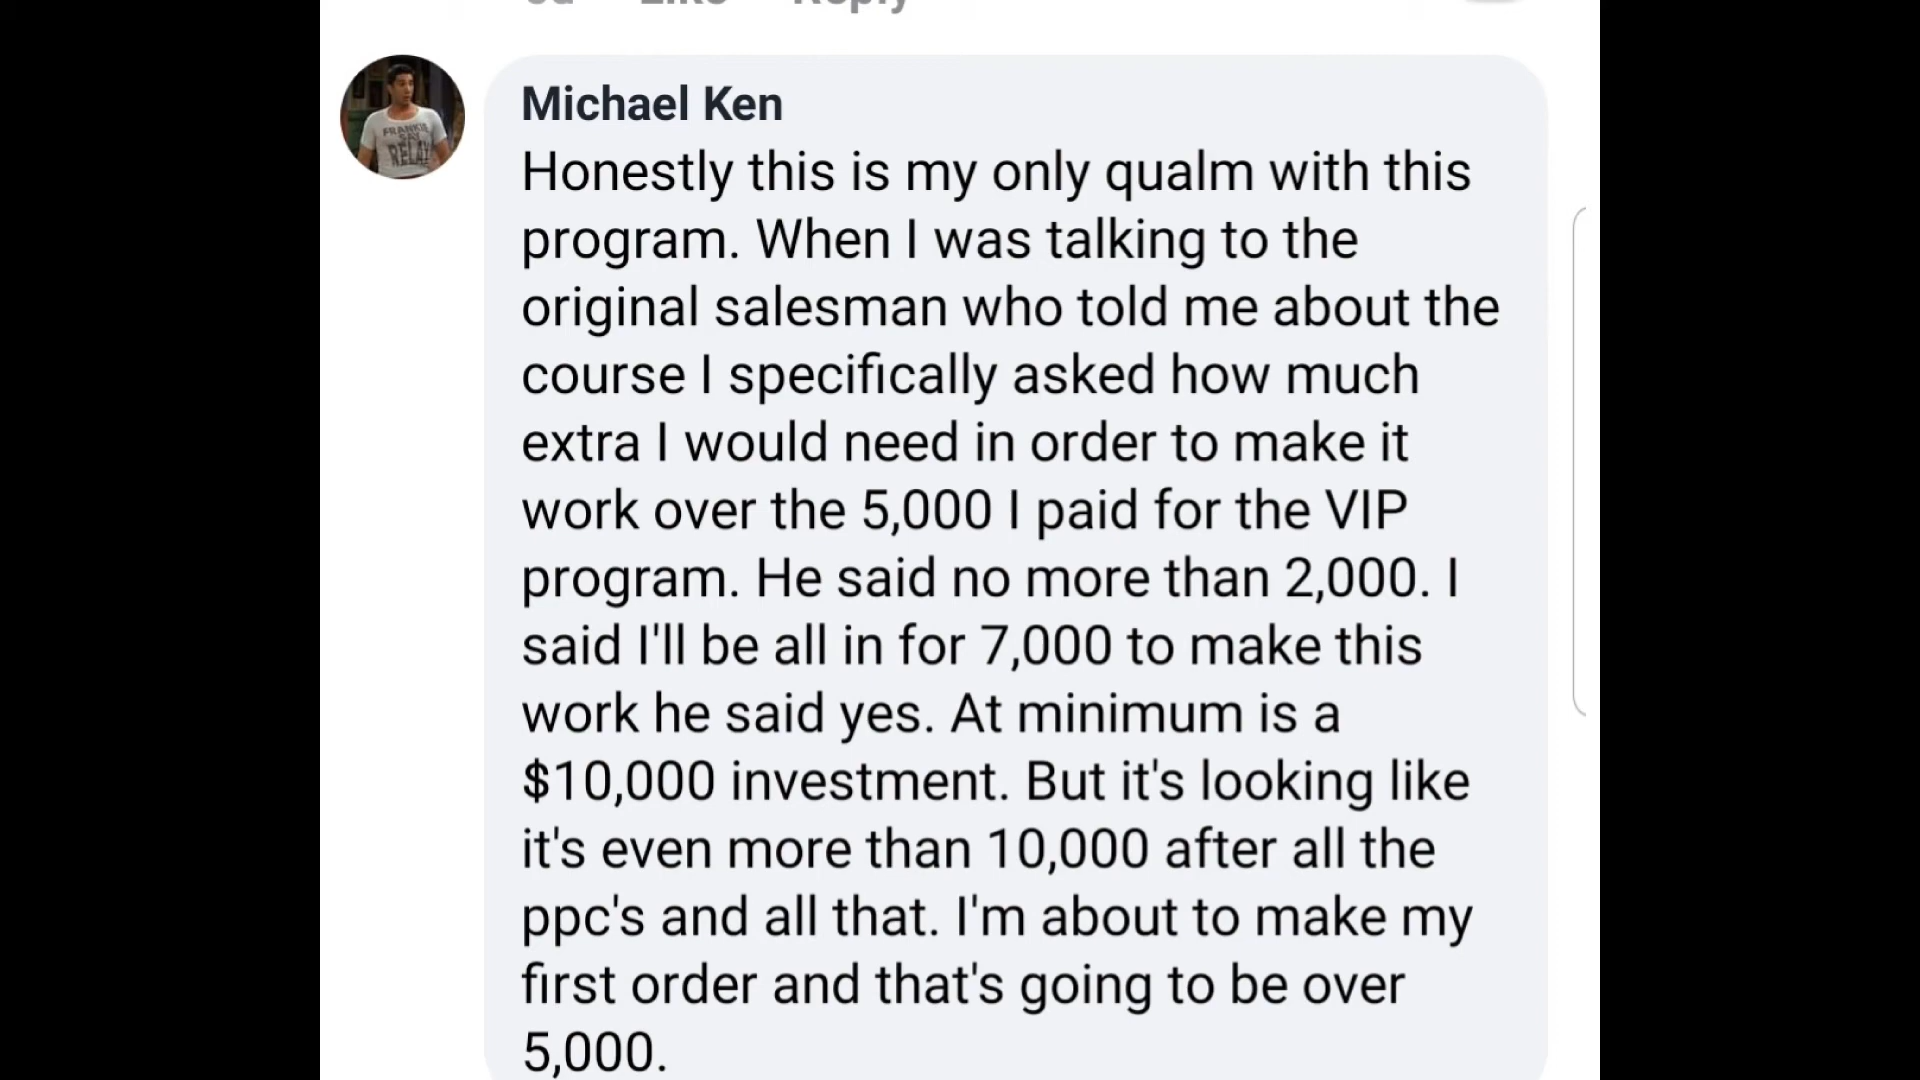 Like Reply
Michael Ken
Honestly this is my only qualm with this
program. When I was talking to the
original salesman who told me about the
course I specifically asked how much
extra I would need in order to make it
work over the 5,000 I paid for the VIP
program. He said no more than 2,000. I
said I'll be all in for 7,000 to make this
work he said yes. At minimum is a
$10,000 investment. But it's looking like
it's even more than 10,000 after all the
ppc's and all that. I'm about to make my
first order and that's going to be over
5,000.
FRANKIE
SAY
RELAX